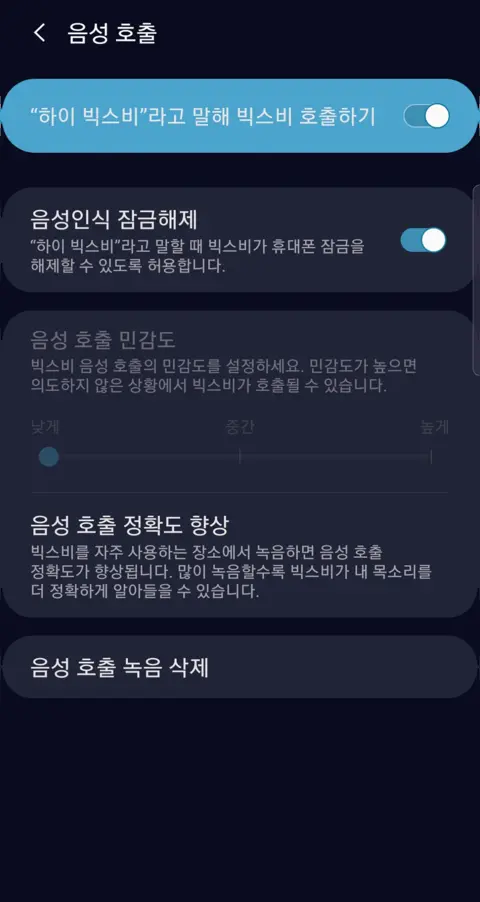 음성 호출
“하이 빅스비”라고 말해 빅스비 호출하기
음성인식 잠금해제
“하이 빅스비”라고 말할 때 빅스비가 휴대폰 잠금을
해제할 수 있도록 허용합니다.
음성 호출 민감도
빅스비 음성 호출의 민감도를 설정하세요. 민감도가 높으면
의도하지 않은 상황에서 빅스비가 호출될 수 있습니다.
낮게 중간 높게
음성 호출 정확도 향상
빅스비를 자주 사용하는 장소에서 녹음하면 음성 호출
정확도가 향상됩니다. 많이 녹음할수록 빅스비가 내 목소리를
더 정확하게 알아들을 수 있습니다.
음성 호출 녹음 삭제